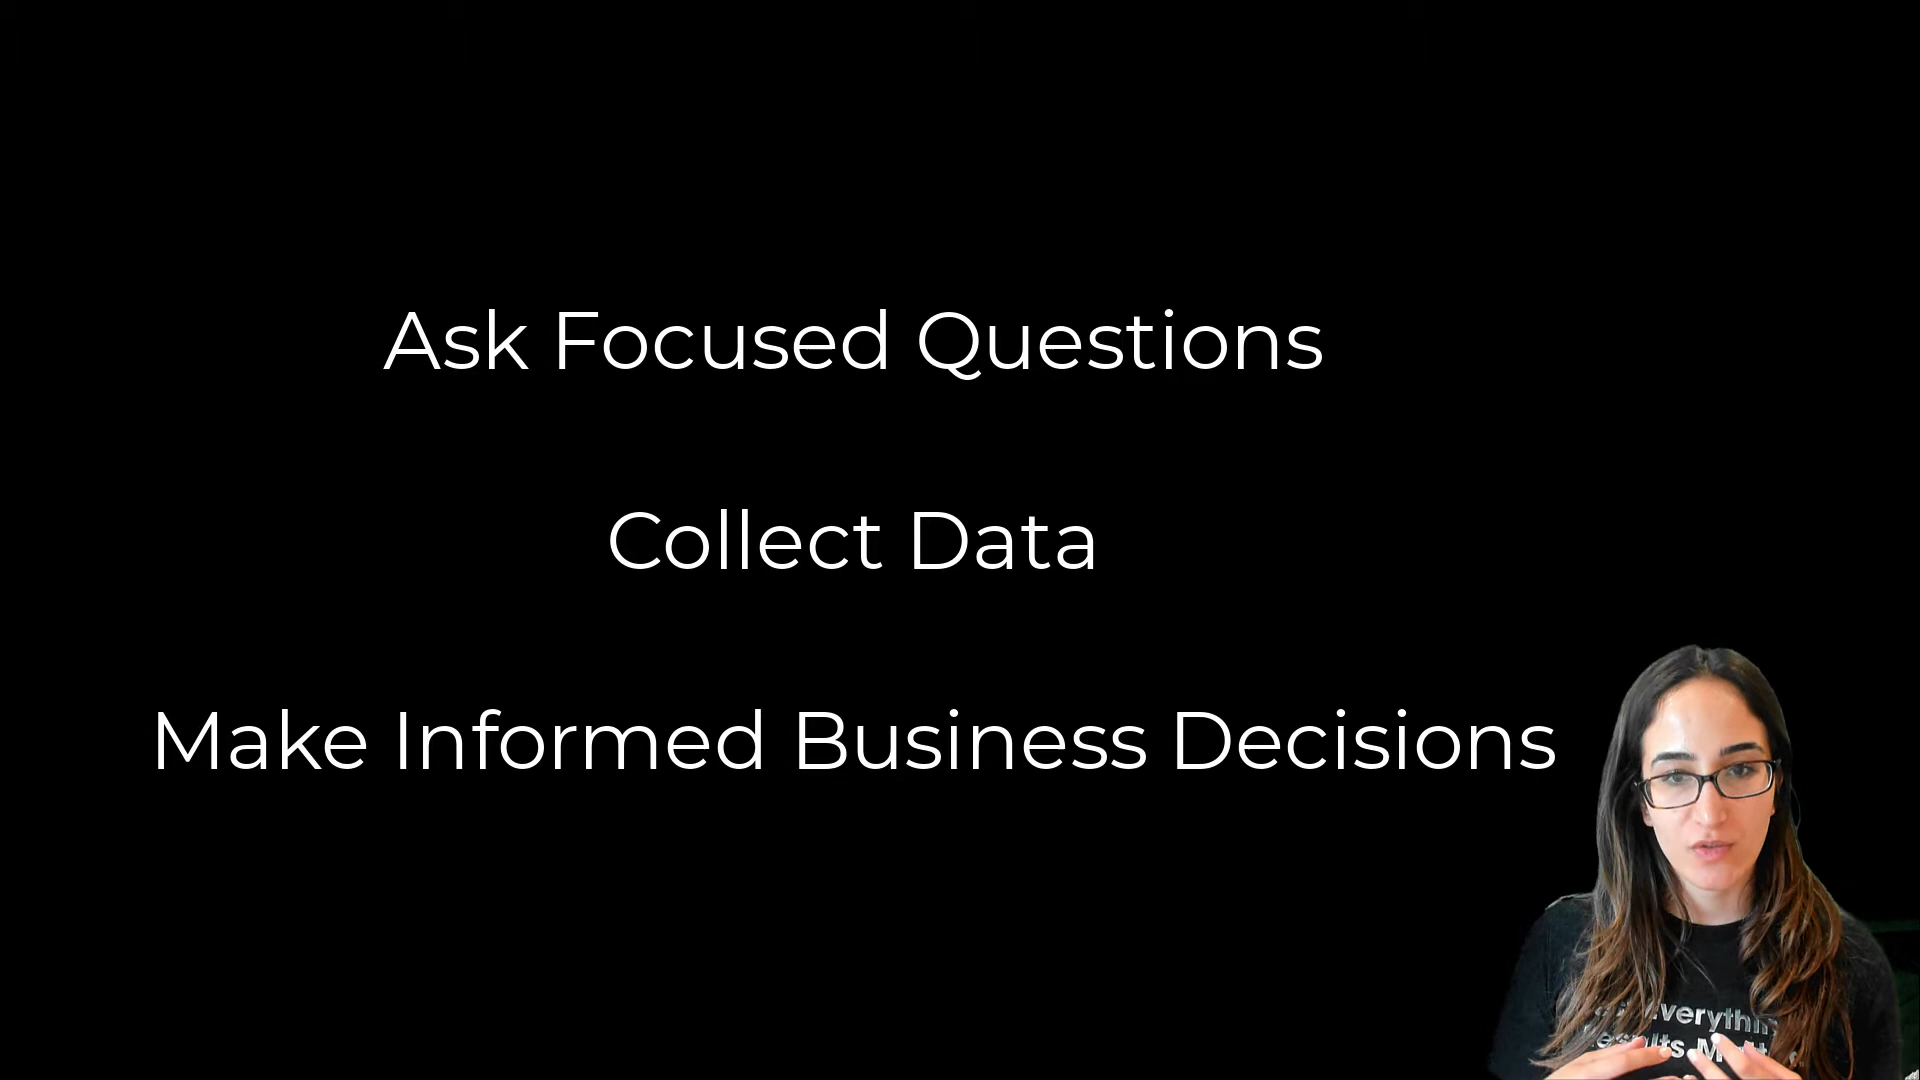 Ask Focused Questions
Collect Data
Make Informed Business Decisions